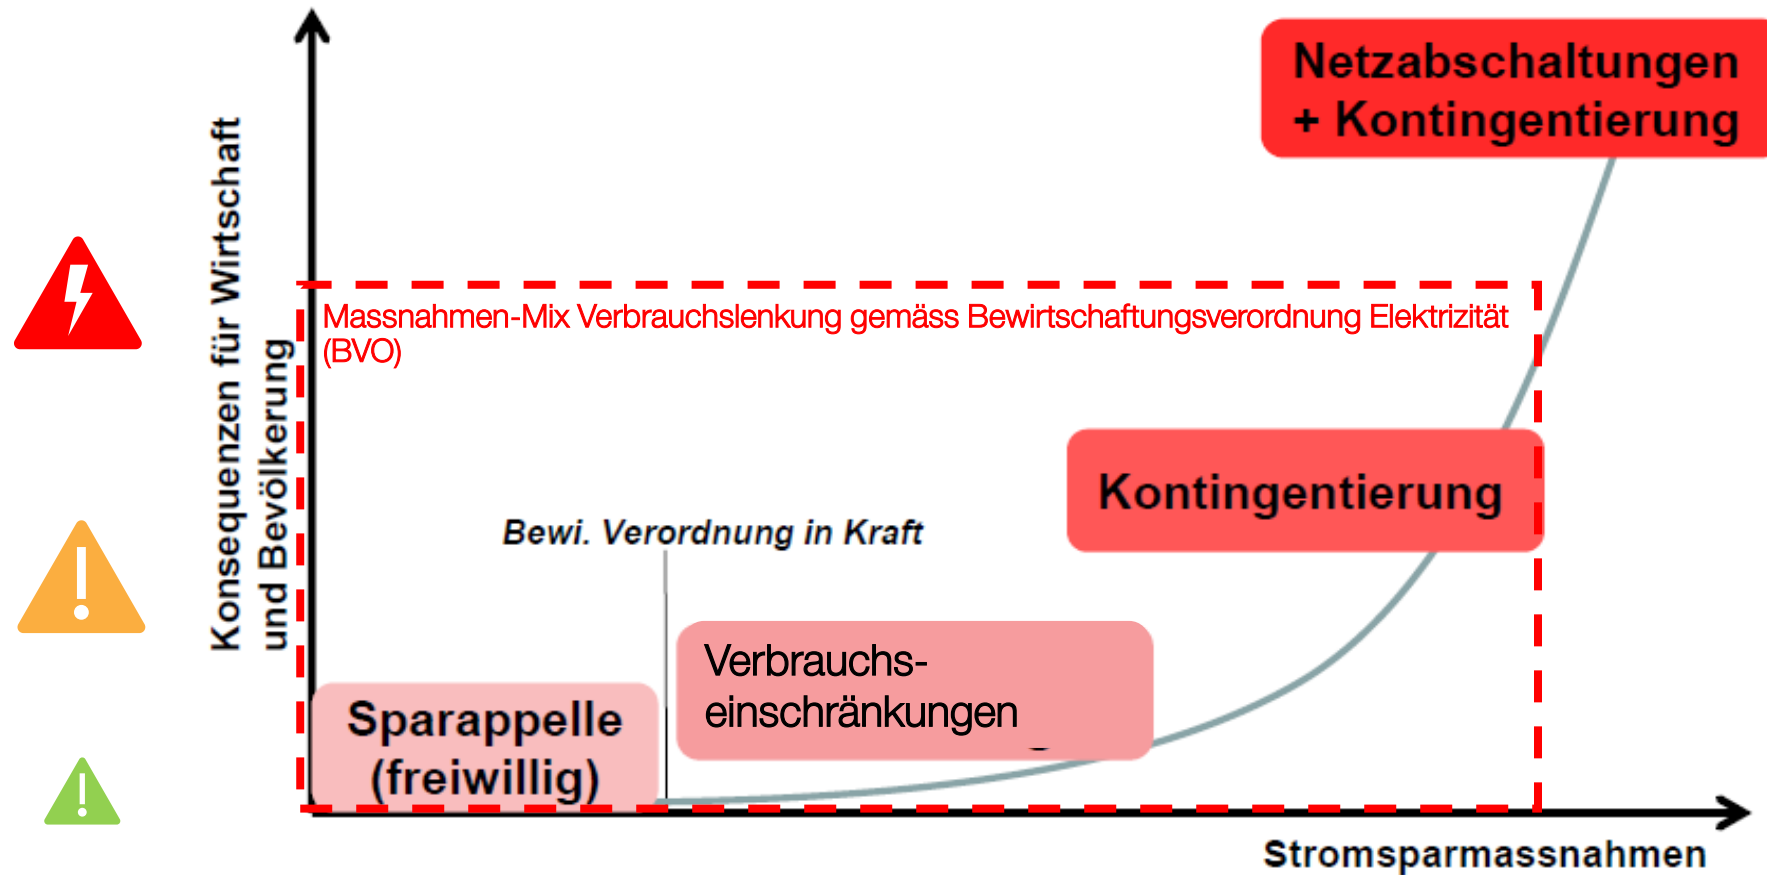 Netzabschaltungen
+ Kontingentierung
Konsequenzen für Wirtschaft
und Bevölkerung
Massnahmen-Mix Verbrauchslenkung gemäss Bewirtschaftungsverordnung Elektrizität
(BVO)
Kontingentierung
Bewi. Verordnung in Kraft
Verbrauchs-
einschränkungen
Sparappelle
(freiwillig)
Stromsparmassnahmen